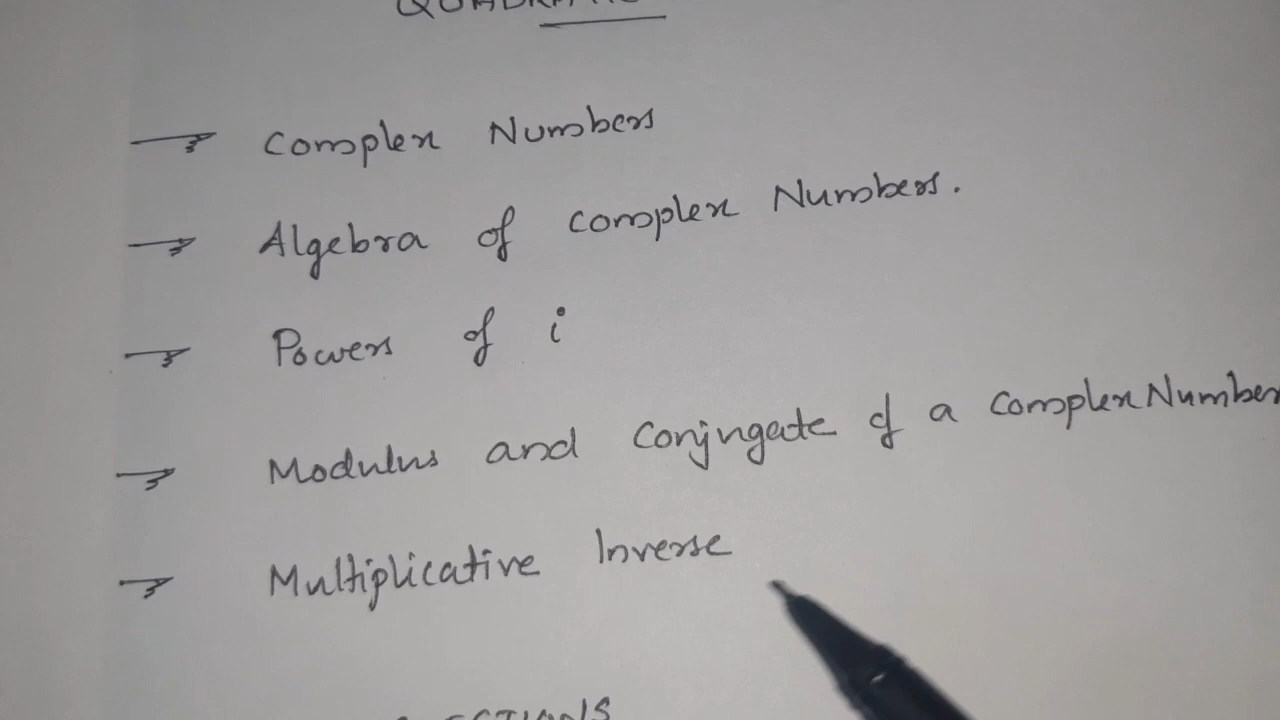 Complex Numbers
Algebra of Complex Numbers.
Powers of i
Modulus and Conjugate of a Complex Number
Multiplicative Inverse